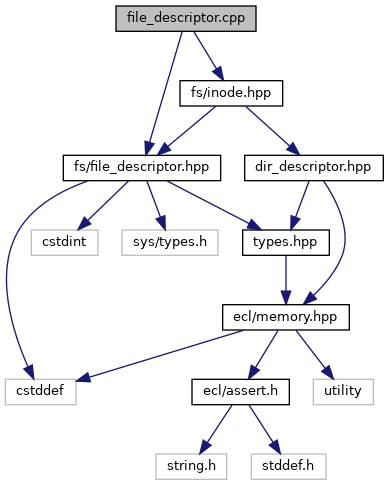 file_descriptor.cpp
fs/inode.hpp
fs/file_descriptor.hpp
dir_descriptor.hpp
cstdint
sys/types.h
types.hpp
ecl/memory.hpp
cstddef
ecl/assert.h
utility
string.h
stddef.h